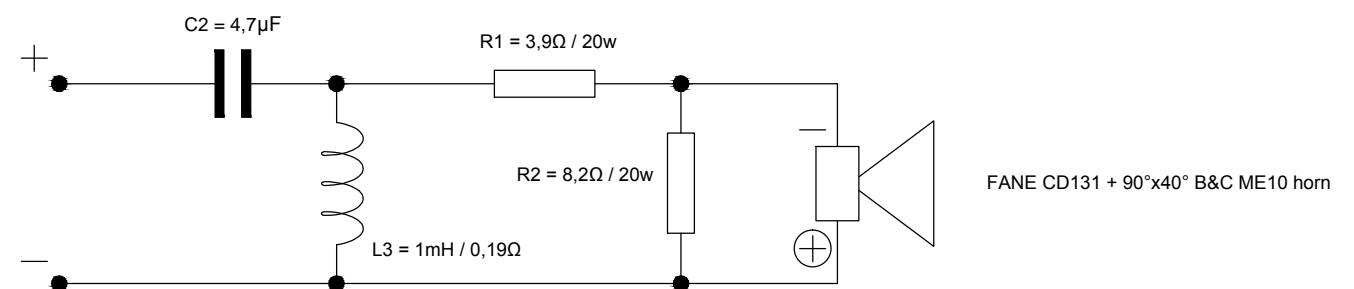 C2 = 4,7µF
R1 = 3,9Ω / 20w
R2 = 8,2Ω / 20w
FANE CD131 + 90°x40° B&C ME10 horn
L3 = 1mH / 0,19Ω